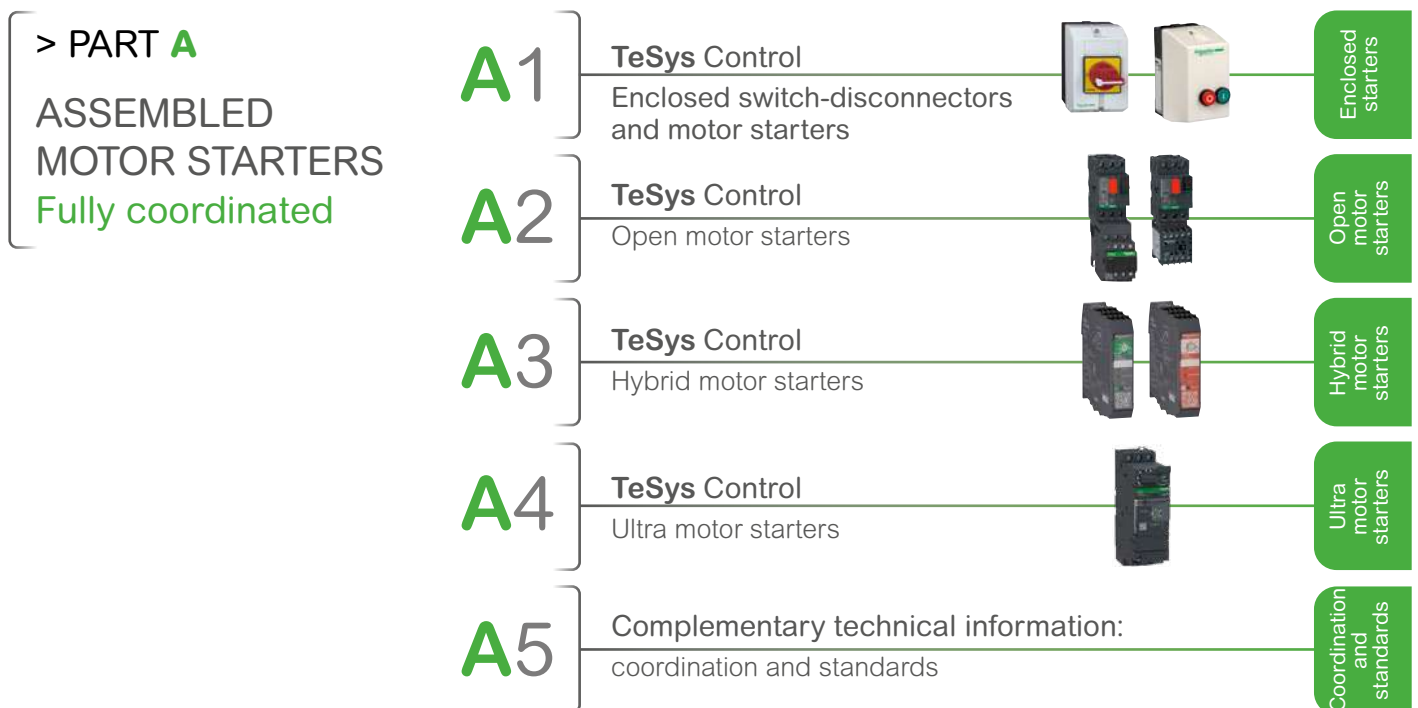 > PART A
ASSEMBLED
MOTOR STARTERS
Fully coordinated
A1
TeSys Control
Enclosed switch-disconnectors
and motor starters
Enclosed
starters
A2
TeSys Control
Open motor starters
Open
motor
starters
A3
TeSys Control
Hybrid motor starters
Hybrid
motor
starters
A4
TeSys Control
Ultra motor starters
Ultra
motor
starters
A5
Complementary technical information:
coordination and standards
Coordination
and
standards